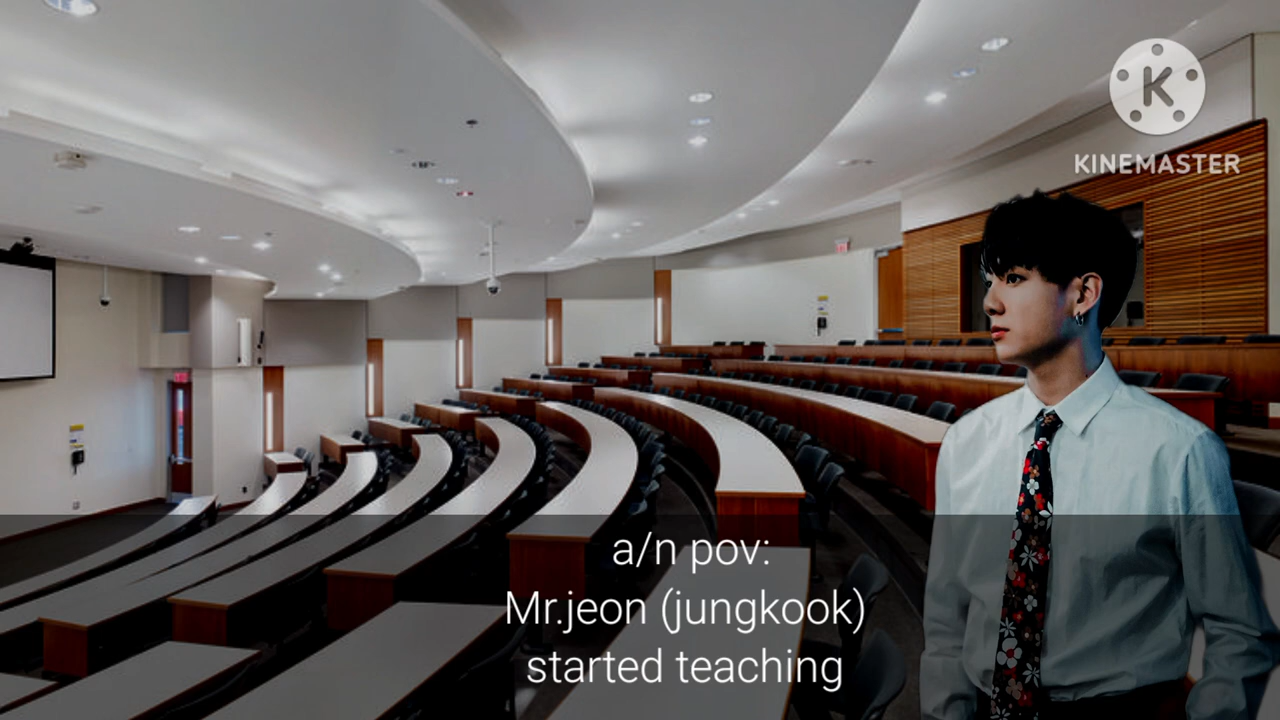 K
KINEMASTER
a/n pov:
Mr.jeon (jungkook)
started teaching